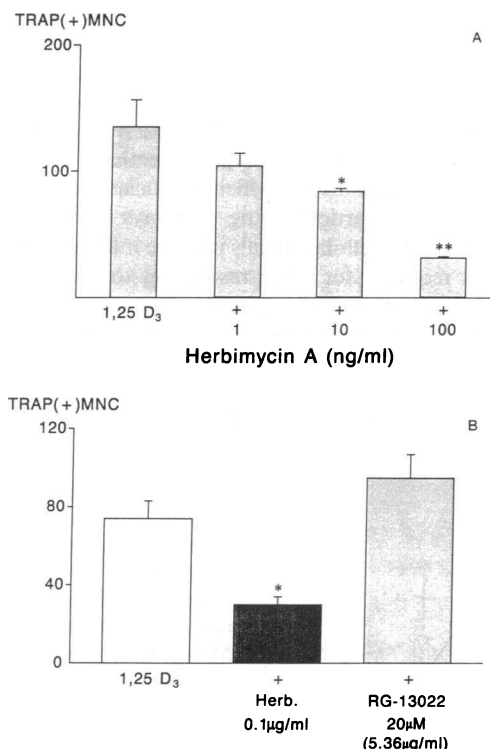 TRAP(+)MNC
A
200
100
*
**
1,25 D₃ + + +
1 10 100
Herbimycin A (ng/ml)
TRAP(+)MNC
B
120
80
40
0
*
1,25 D₃ + +
Herb. RG-13022
0.1µg/ml 20µM
(5.36µg/ml)